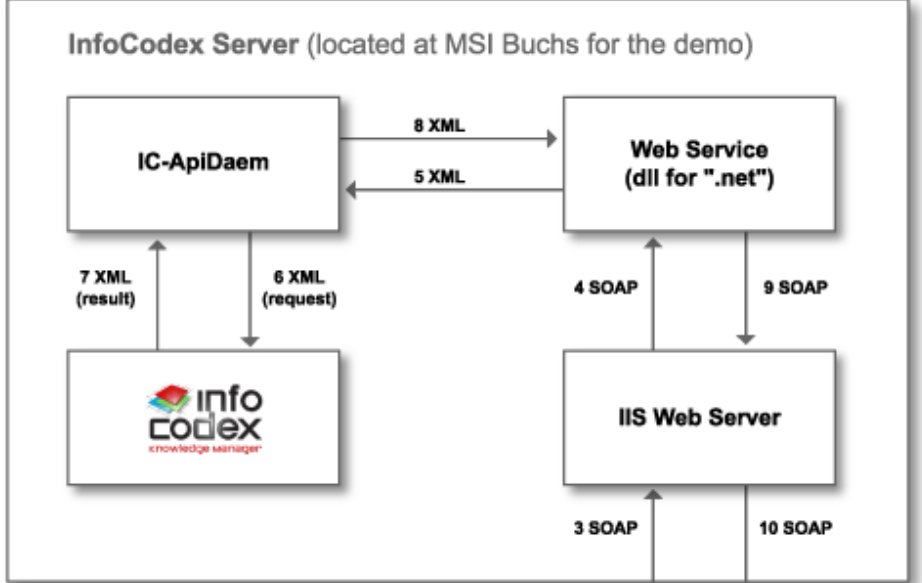 InfoCodex Server (located at MSI Buchs for the demo)
IC-ApiDaem
8 XML
5 XML
Web Service
(dll for ".net")
7 XML
(result)
6 XML
(request)
4 SOAP
9 SOAP
info
codex
Knowledge Manager
IIS Web Server
3 SOAP
10 SOAP